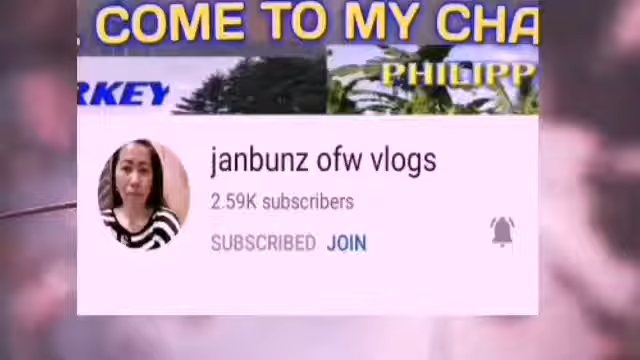 COME TO MY CHA
RKEY
PHILIPP
janbunz ofw vlogs
2.59K subscribers
SUBSCRIBED JOIN